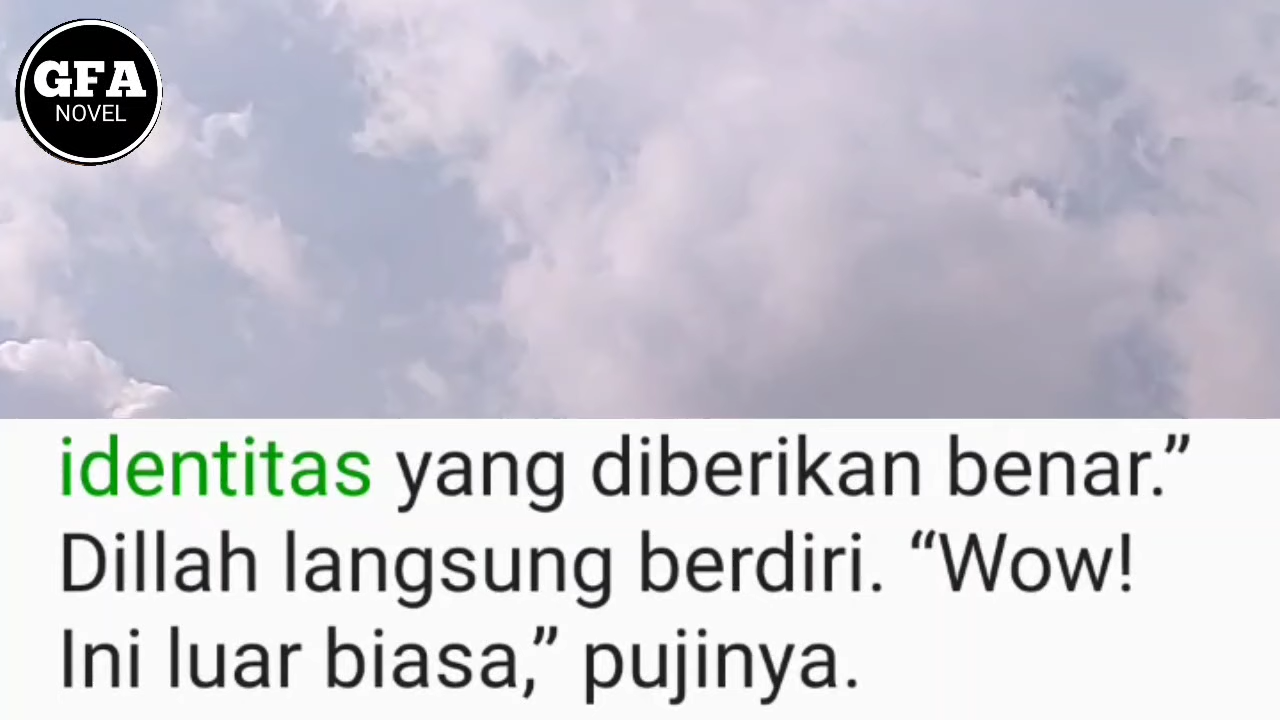 GFA
NOVEL
identitas yang diberikan benar.”
Dillah langsung berdiri. “Wow!
Ini luar biasa,” pujinya.